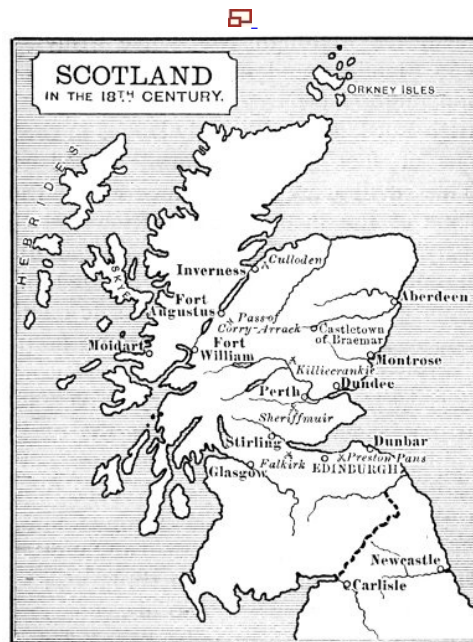 SCOTLAND
IN THE 18TH CENTURY.
ORKNEY ISLES
HEBRIDES
SKYE
Culloden
Inverness
Fort
Augustus
Pass of
Corry-Arrack
Aberdeen
Castletown
of Braemar
Moidart
Fort
William
Montrose
Killiecrankie
Dundee
Perth
Sheriffmuir
Stirling
Dunbar
Falkirk
Preston Pans
EDINBURGH
Glasgow
Newcastle
Carlisle